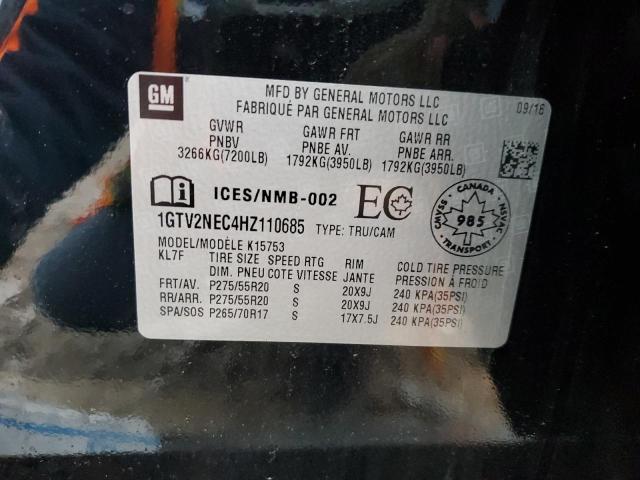 GM
MFD BY GENERAL MOTORS LLC
FABRIQUÉ PAR GENERAL MOTORS LLC
09/16
GVWR GAWR FRT GAWR RR
PNBV PNBE AV. PNBE ARR.
3266KG(7200LB) 1792KG(3950LB) 1792KG(3950LB)
ICES/NMB-002 EC
CANADA
CMVSS 985 NSVAC
TRANSPORT
1GTV2NEC4HZ110685 TYPE: TRU/CAM
MODEL/MODÈLE K15753
KL7F TIRE SIZE SPEED RTG RIM COLD TIRE PRESSURE
DIM. PNEU COTE VITESSE JANTE PRESSION À FROID
FRT/AV. P275/55R20 S 20X9J 240 KPA(35PSI)
RR/ARR. P275/55R20 S 20X9J 240 KPA(35PSI)
SPA/SOS P265/70R17 S 17X7.5J 240 KPA(35PSI)